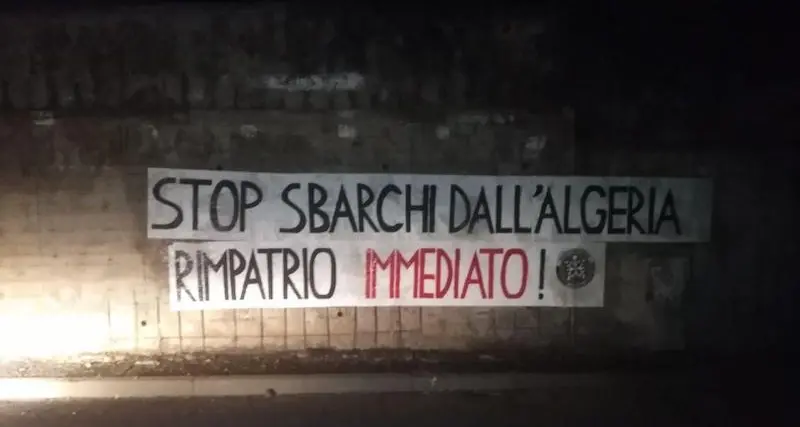 STOP SBARCHI DALL'ALGERIA
RIMPATRIO IMMEDIATO !